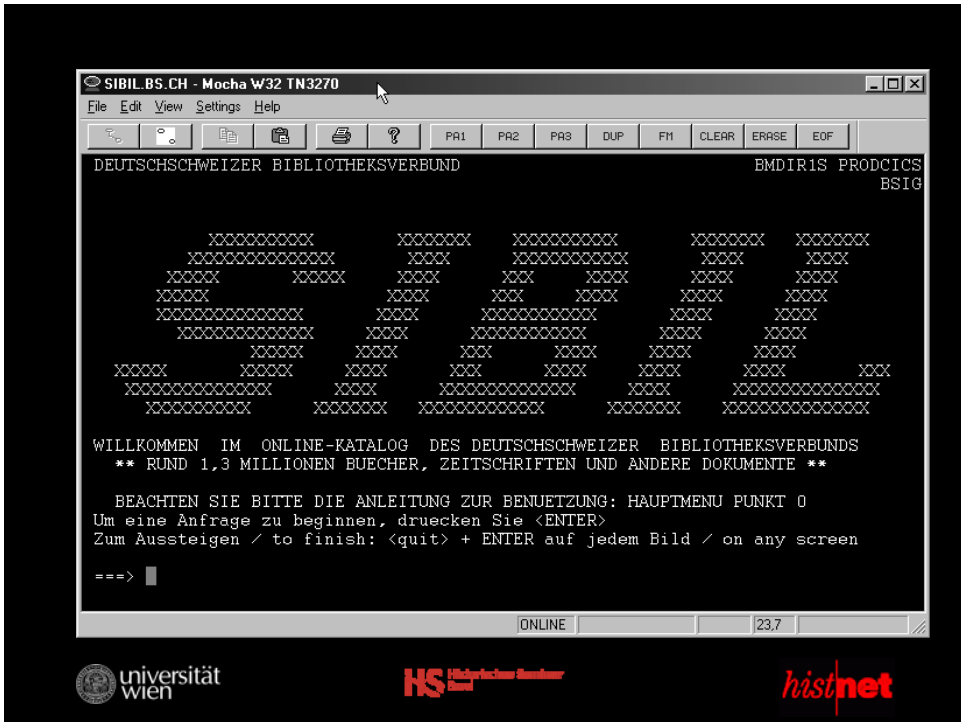 SIBIL.BS.CH - Mocha W32 TN3270
File Edit View Settings Help
PA1 PA2 PA3 DUP FM CLEAR ERASE EOF
DEUTSCHSCHWEIZER BIBLIOTHEKSVERBUND BMDIR1S PRODCICS
BSIG
SIBIL
WILLKOMMEN IM ONLINE-KATALOG DES DEUTSCHSCHWEIZER BIBLIOTHEKSVERBUNDS
** RUND 1,3 MILLIONEN BUECHER, ZEITSCHRIFTEN UND ANDERE DOKUMENTE **
BEACHTEN SIE BITTE DIE ANLEITUNG ZUR BENUETZUNG: HAUPTMENU PUNKT 0
Um eine Anfrage zu beginnen, druecken Sie <ENTER>
Zum Aussteigen / to finish: <quit> + ENTER auf jedem Bild / on any screen
===>
ONLINE 23,7
universität
wien
HS Historisches Seminar
Basel
histnet